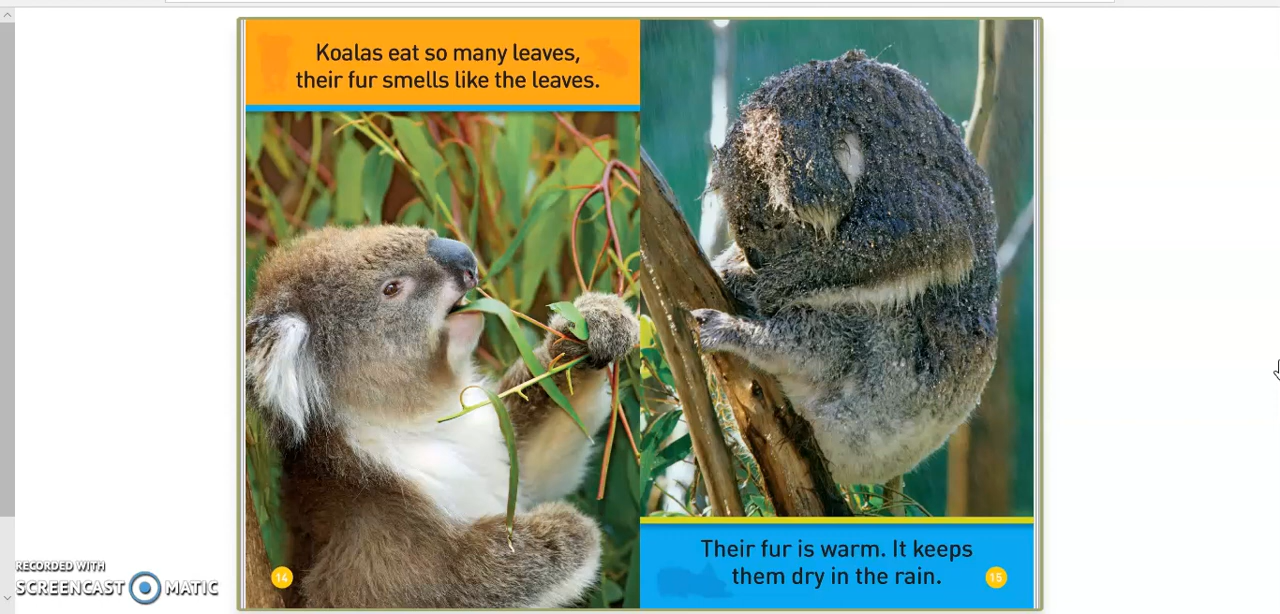 Koalas eat so many leaves,
their fur smells like the leaves.
14
Their fur is warm. It keeps
them dry in the rain.
15
RECORDED WITH
SCREENCAST MATIC